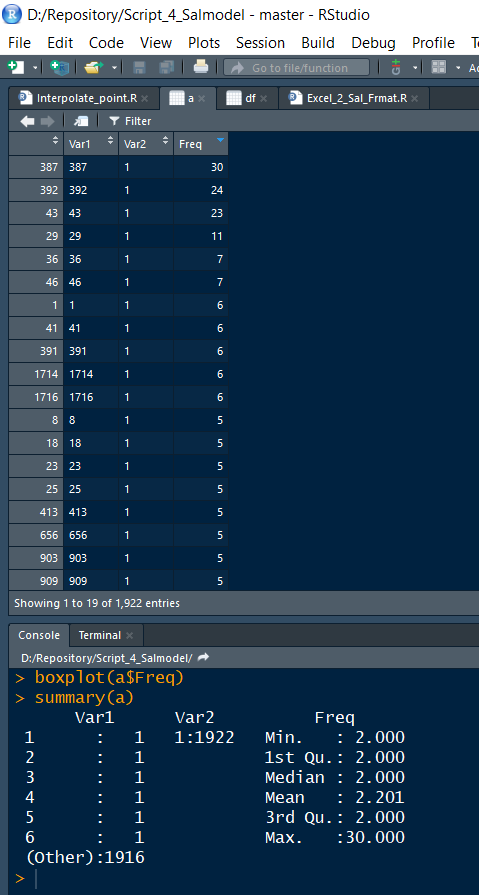 D:/Repository/Script_4_Salmodel - master - RStudio
File Edit Code View Plots Session Build Debug Profile
Go to file/function
Interpolate_point.R a df Excel_2_Sal_Frmat.R
Filter
Var1 Var2 Freq
387 387 1 30
392 392 1 24
43 43 1 23
29 29 1 11
36 36 1 7
46 46 1 7
1 1 1 6
41 41 1 6
391 391 1 6
1714 1714 1 6
1716 1716 1 6
8 8 1 5
18 18 1 5
23 23 1 5
25 25 1 5
413 413 1 5
656 656 1 5
903 903 1 5
909 909 1 5
Showing 1 to 19 of 1,922 entries
Console Terminal
D:/Repository/Script_4_Salmodel/
> boxplot(a$Freq)
> summary(a)
Var1 Var2 Freq
1 : 1 1:1922 Min. : 2.000
2 : 1 1st Qu.: 2.000
3 : 1 Median : 2.000
4 : 1 Mean : 2.201
5 : 1 3rd Qu.: 2.000
6 : 1 Max. :30.000
(Other):1916
>